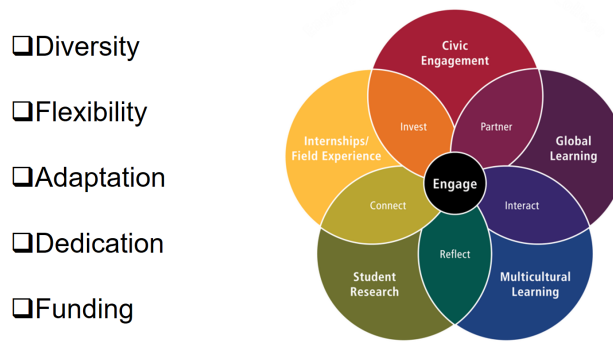 ❑Diversity
❑Flexibility
❑Adaptation
❑Dedication
❑Funding
Civic
Engagement
Invest
Partner
Internships/
Field Experience
Global
Learning
Engage
Connect
Interact
Reflect
Student
Research
Multicultural
Learning